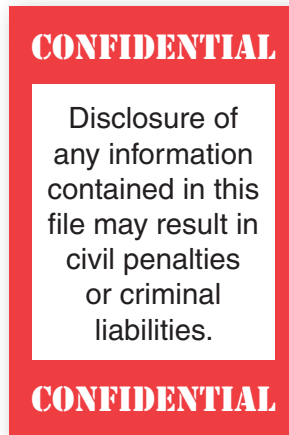 CONFIDENTIAL
Disclosure of
any information
contained in this
file may result in
civil penalties
or criminal
liabilities.
CONFIDENTIAL